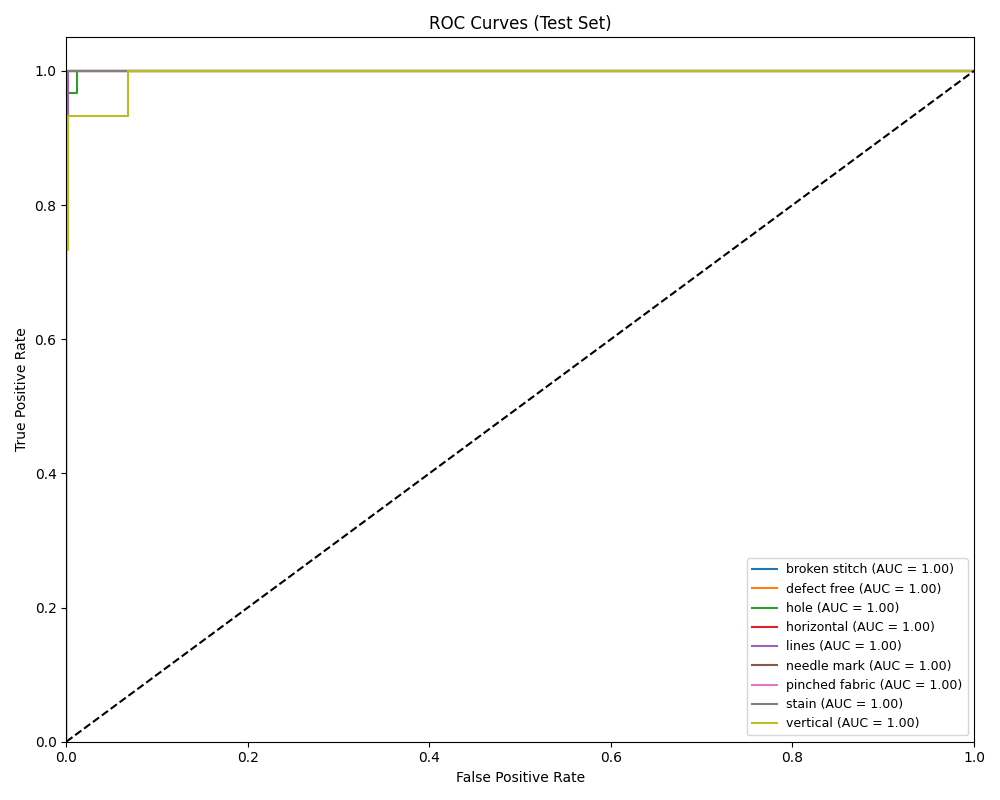 ROC Curves (Test Set)
True Positive Rate
1.0
0.8
0.6
0.4
0.2
0.0
0.0
0.2
0.4
0.6
0.8
1.0
False Positive Rate
broken stitch (AUC = 1.00)
defect free (AUC = 1.00)
hole (AUC = 1.00)
horizontal (AUC = 1.00)
lines (AUC = 1.00)
needle mark (AUC = 1.00)
pinched fabric (AUC = 1.00)
stain (AUC = 1.00)
vertical (AUC = 1.00)